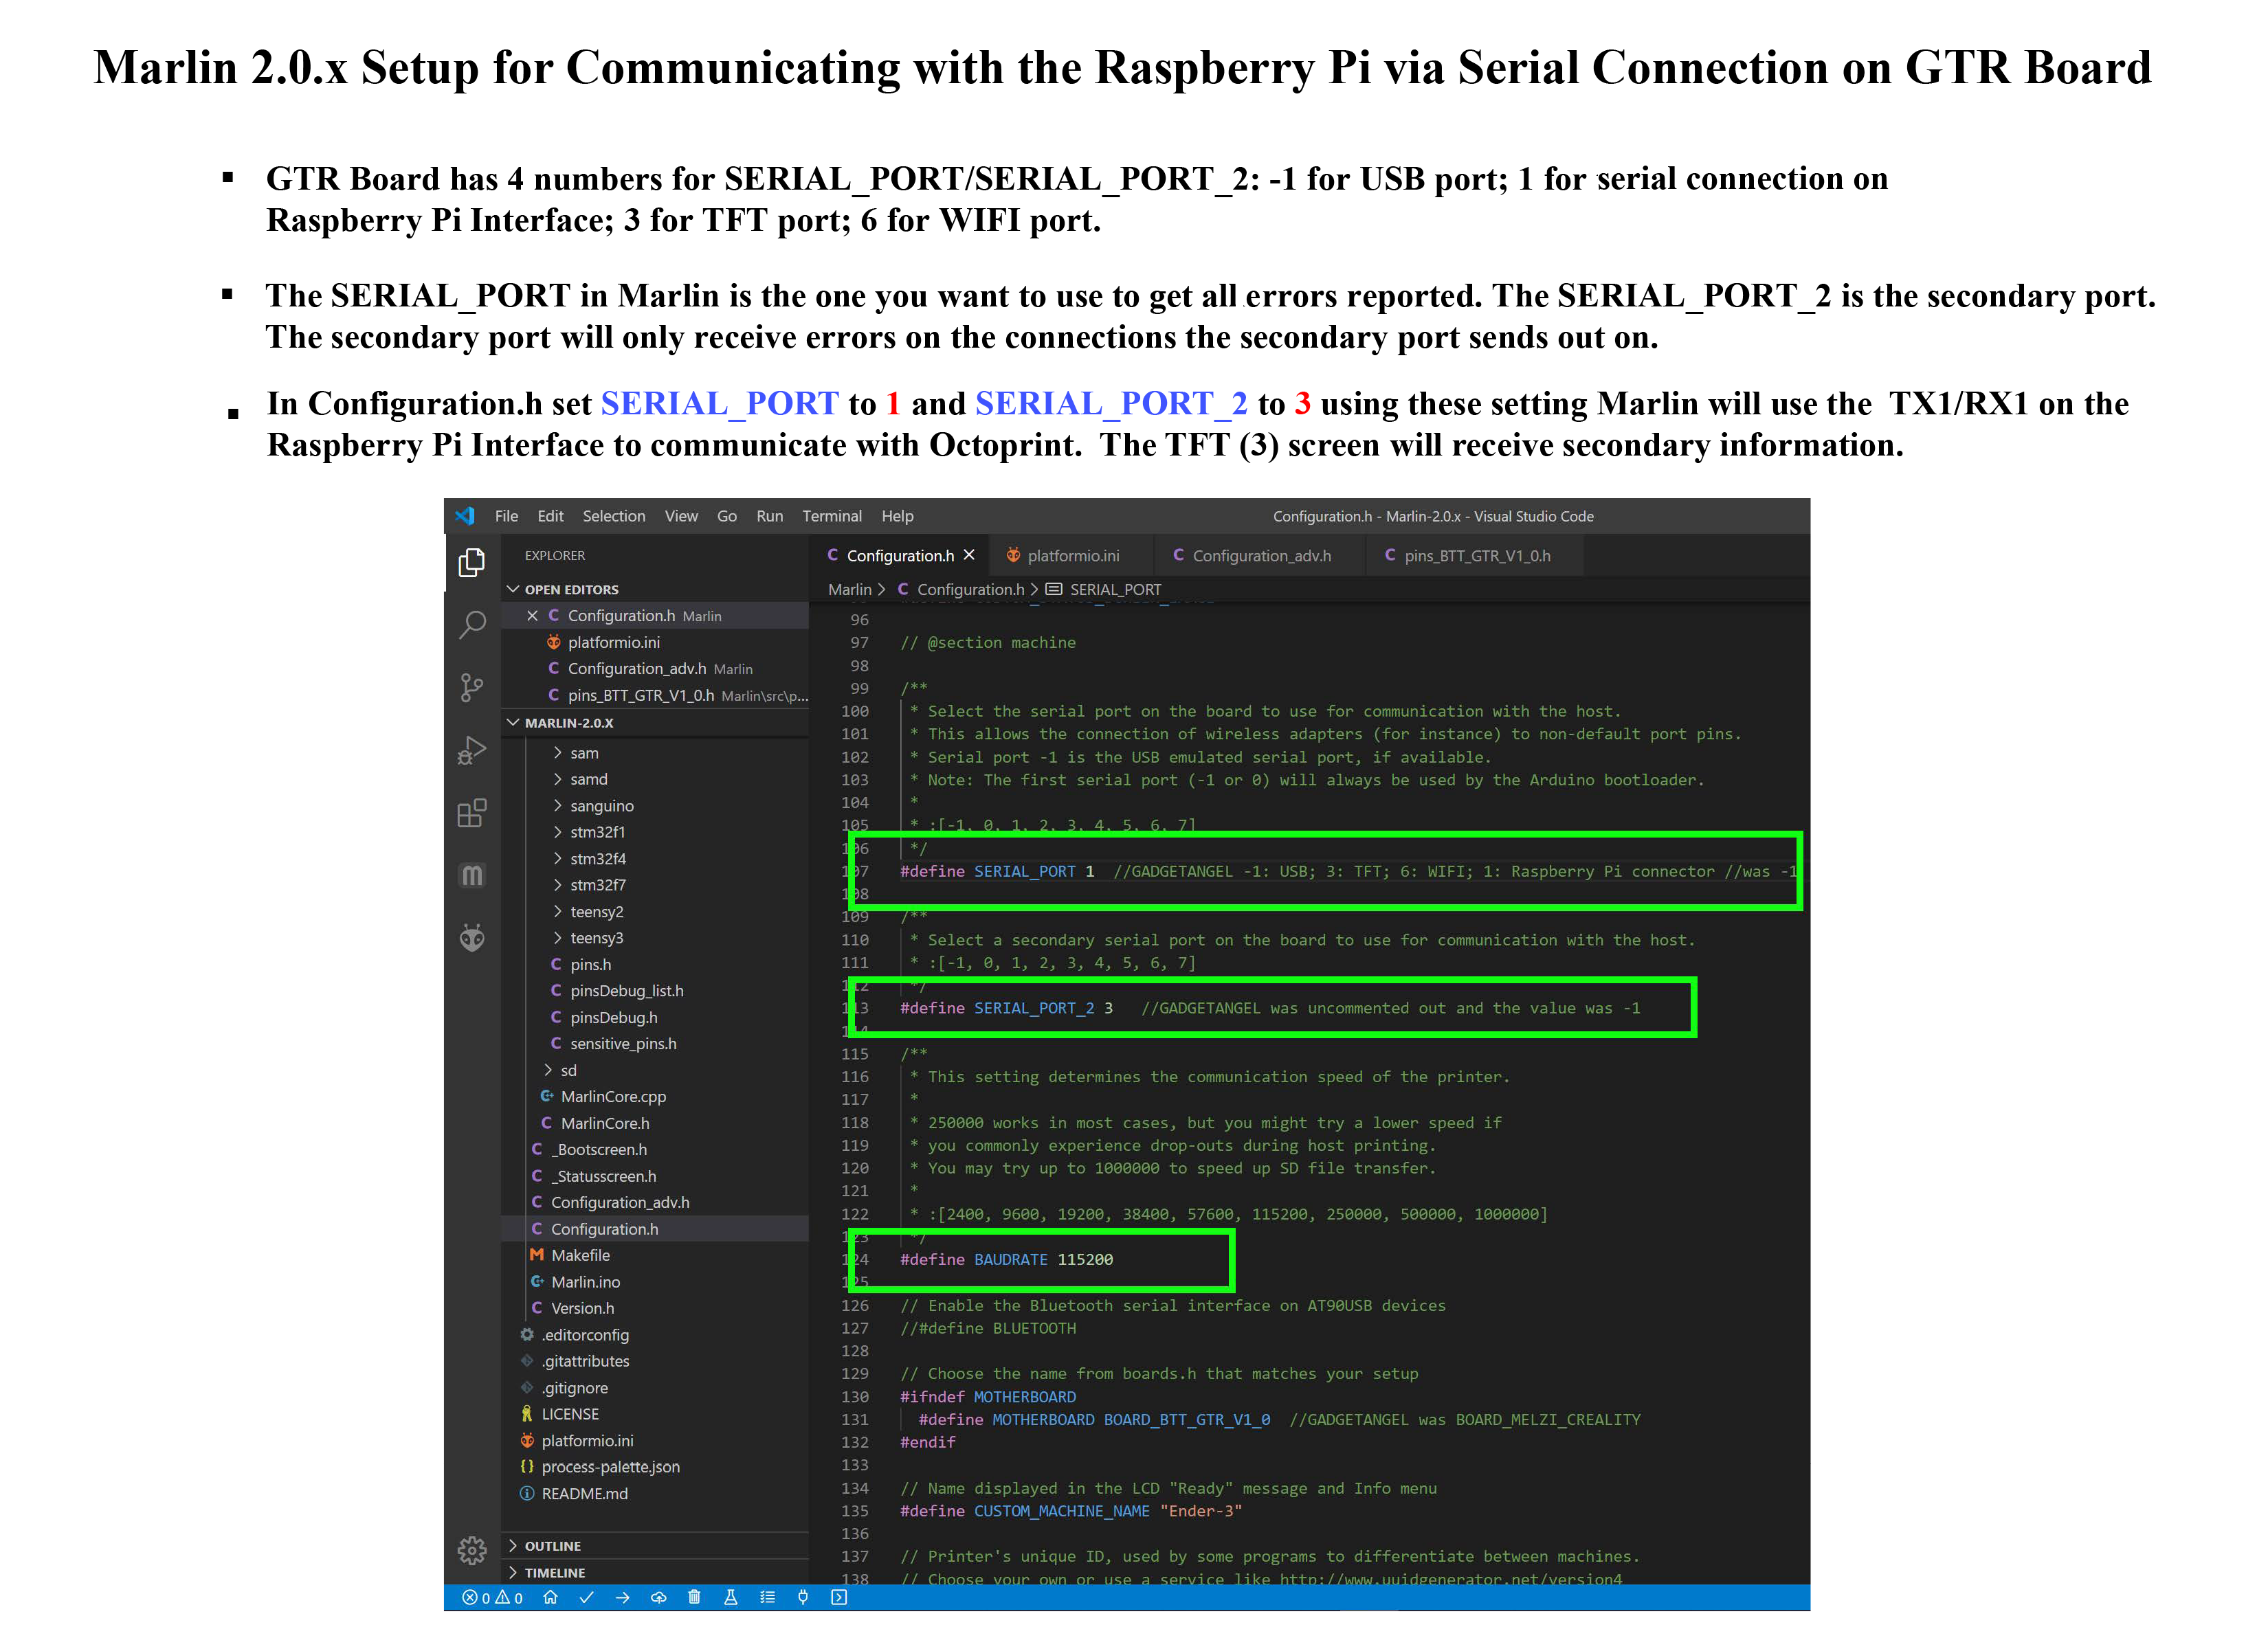 Marlin 2.0.x Setup for Communicating with the Raspberry Pi via Serial Connection on GTR Board
▪ GTR Board has 4 numbers for SERIAL_PORT/SERIAL_PORT_2: -1 for USB port; 1 for serial connection on
Raspberry Pi Interface; 3 for TFT port; 6 for WIFI port.
▪ The SERIAL_PORT in Marlin is the one you want to use to get all errors reported. The SERIAL_PORT_2 is the secondary port.
The secondary port will only receive errors on the connections the secondary port sends out on.
▪ In Configuration.h set SERIAL_PORT to 1 and SERIAL_PORT_2 to 3 using these setting Marlin will use the TX1/RX1 on the
Raspberry Pi Interface to communicate with Octoprint. The TFT (3) screen will receive secondary information.
File Edit Selection View Go Run Terminal Help Configuration.h - Marlin-2.0.x - Visual Studio Code
EXPLORER
OPEN EDITORS
Configuration.h Marlin
platformio.ini
Configuration_adv.h Marlin
pins_BTT_GTR_V1_0.h Marlin\src\p...
MARLIN-2.0.X
sam
samd
sanguino
stm32f1
stm32f4
stm32f7
teensy2
teensy3
pins.h
pinsDebug_list.h
pinsDebug.h
sensitive_pins.h
sd
MarlinCore.cpp
MarlinCore.h
_Bootscreen.h
_Statusscreen.h
Configuration_adv.h
Configuration.h
Makefile
Marlin.ino
Version.h
.editorconfig
.gitattributes
.gitignore
LICENSE
platformio.ini
process-palette.json
README.md
OUTLINE
TIMELINE
Configuration.h platformio.ini Configuration_adv.h pins_BTT_GTR_V1_0.h
Marlin > Configuration.h > SERIAL_PORT
96
97 // @section machine
98
99 /**
100 * Select the serial port on the board to use for communication with the host.
101 * This allows the connection of wireless adapters (for instance) to non-default port pins.
102 * Serial port -1 is the USB emulated serial port, if available.
103 * Note: The first serial port (-1 or 0) will always be used by the Arduino bootloader.
104 *
105 * :[-1, 0, 1, 2, 3, 4, 5, 6, 7]
106 */
107 #define SERIAL_PORT 1 //GADGETANGEL -1: USB; 3: TFT; 6: WIFI; 1: Raspberry Pi connector //was -1
108
109 /**
110 * Select a secondary serial port on the board to use for communication with the host.
111 * :[-1, 0, 1, 2, 3, 4, 5, 6, 7]
112 */
113 #define SERIAL_PORT_2 3 //GADGETANGEL was uncommented out and the value was -1
114
115 /**
116 * This setting determines the communication speed of the printer.
117 *
118 * 250000 works in most cases, but you might try a lower speed if
119 * you commonly experience drop-outs during host printing.
120 * You may try up to 1000000 to speed up SD file transfer.
121 *
122 * :[2400, 9600, 19200, 38400, 57600, 115200, 250000, 500000, 1000000]
123 */
124 #define BAUDRATE 115200
125
126 // Enable the Bluetooth serial interface on AT90USB devices
127 //#define BLUETOOTH
128
129 // Choose the name from boards.h that matches your setup
130 #ifndef MOTHERBOARD
131 #define MOTHERBOARD BOARD_BTT_GTR_V1_0 //GADGETANGEL was BOARD_MELZI_CREALITY
132 #endif
133
134 // Name displayed in the LCD "Ready" message and Info menu
135 #define CUSTOM_MACHINE_NAME "Ender-3"
136
137 // Printer's unique ID, used by some programs to differentiate between machines.
138 // Choose your own or use a service like http://www.uuidgenerator.net/version4
0 0